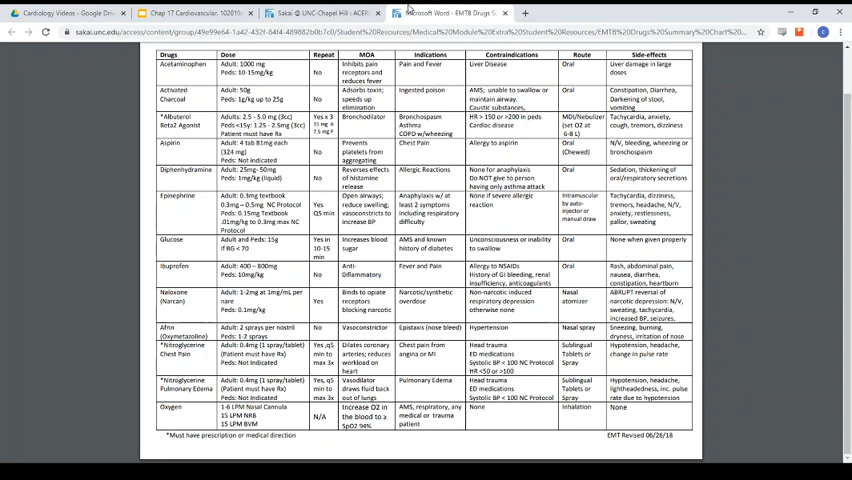 Cardiology Videos - Google Driv
Chap 17 Cardiovascular. 102019
Sakai @ UNC-Chapel Hill : ACER
Microsoft Word - EMTB Drugs S
sakai.unc.edu/access/content/group/49e99e64-1a42-432f-84f4-489882b0792c/Student%20Resources/Medical%20Module%20Extra%20Student%20Resources/EMTB%20Drugs%20Summary%20Chart%20...
Drugs Dose Repeat MOA Indications Contraindications Route Side-effects
Acetaminophen Adult: 1000 mg Inhibits pain Pain and Fever Liver Disease Oral Liver damage in large
Peds: 10-15mg/kg No receptors and doses
reduces fever
Activated Adult: 50g Adsorbs toxin; Ingested poison AMS; unable to swallow or Oral Constipation, Diarrhea,
Charcoal Peds: 1g/kg up to 25g No speeds up maintain airway. Darkening of stool,
elimination Caustic substances, vomiting
*Albuterol Adult: 2.5 - 5.0 mg (3cc) Yes x 3 Bronchodilator Bronchospasm HR > 150 or >200 in peds MDI/Nebulizer Tachycardia, anxiety,
Beta2 Agonist Peds <15y: 1.25 - 2.5mg (3cc) 15 mg A Asthma Cardiac disease (set O2 at cough, tremors, dizziness
Patient must have Rx 7.5 mg P COPD w/wheezing 6-8 L)
Aspirin Adult: 4 tab 81mg each Prevents Chest Pain Allergy to aspirin Oral N/V, bleeding, wheezing or
(324 mg) No platelets from (Chewed) bronchospasm
Peds: Not indicated aggregating
Diphenhydramine Adult: 25mg- 50mg Reverses effects Allergic Reactions None for anaphylaxis Oral Sedation, thickening of
Peds: 1mg/kg (liquid) No of histamine Do NOT give to person oral/respiratory secretions
release having only asthma attack
Epinephrine Adult: 0.3mg textbook Open airways; Anaphylaxis w/ at None if severe allergic Intramuscular Tachycardia, dizziness,
0.3mg – 0.5mg NC Protocol Yes reduce swelling; least 2 symptoms reaction by auto- tremors, headache, N/V,
Peds: 0.15mg Textbook Q5 min vasoconstricts to including respiratory injector or anxiety, restlessness,
.01mg/kg to 0.3mg max NC increase BP difficulty manual draw pallor, sweating
Protocol
Glucose Adult and Peds: 15g Yes in Increases blood AMS and known Unconsciousness or inability Oral None when given properly
If BG < 70 10-15 sugar history of diabetes to swallow
min
Ibuprofen Adult: 400 – 800mg Anti- Fever and Pain Allergy to NSAIDs Oral Rash, abdominal pain,
Peds: 10mg/kg No 0iflammatory History of GI bleeding, renal nausea, diarrhea,
insufficiency, anticoagulants constipation, heartburn
Naloxone Adult: 1-2mg at 1mg/mL per Binds to opiate Narcotic/synthetic Non-narcotic induced Nasal ABRUPT reversal of
(Narcan) nare Yes receptors overdose respiratory depression atomizer narcotic depression: N/V,
Peds: 0.1mg/kg blocking narcotic otherwise none sweating, tachycardia,
increased BP, seizures,
Afrin Adult: 2 sprays per nostril No Vasoconstrictor Epistaxis (nose bleed) Hypertension Nasal spray Sneezing, burning,
(Oxymetazoline) Peds: 1-2 sprays dryness, irritation of nose
*Nitroglycerine Adult: 0.4mg (1 spray/tablet) Yes, q5 Dilates coronary Chest pain from Head trauma Sublingual Hypotension, headache,
Chest Pain (Patient must have Rx) min to arteries; reduces angina or MI ED medications Tablets or change in pulse rate
Peds: Not Indicated max 3x workload on Systolic BP < 100 NC Protocol Spray
heart HR <50 or >100
*Nitroglycerine Adult: 0.4mg (1 spray/tablet) Yes, q5 Vasodilator Pulmonary Edema Head trauma Sublingual Hypotension, headache,
Pulmonary Edema (Patient must have Rx) min to draws fluid back ED medications Tablets or lightheadedness, inc. pulse
Peds: Not Indicated max 3x out of lungs Systolic BP < 100 NC Protocol Spray rate due to hypotension
Oxygen 1-6 LPM Nasal Cannula Increase O2 in AMS, respiratory, any None Inhalation None
15 LPM NRB N/A the blood to ≥ medical or trauma
15 LPM BVM SpO2 94% patient
*Must have prescription or medical direction EMT Revised 06/26/18